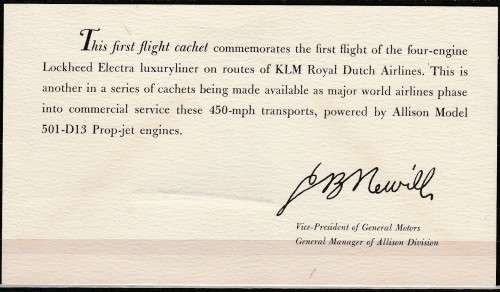 This first flight cachet commemorates the first flight of the four-engine
Lockheed Electra luxuryliner on routes of KLM Royal Dutch Airlines. This is
another in a series of cachets being made available as major world airlines phase
into commercial service these 450-mph transports, powered by Allison Model
501-D13 Prop-jet engines.
Vice-President of General Motors
General Manager of Allison Division